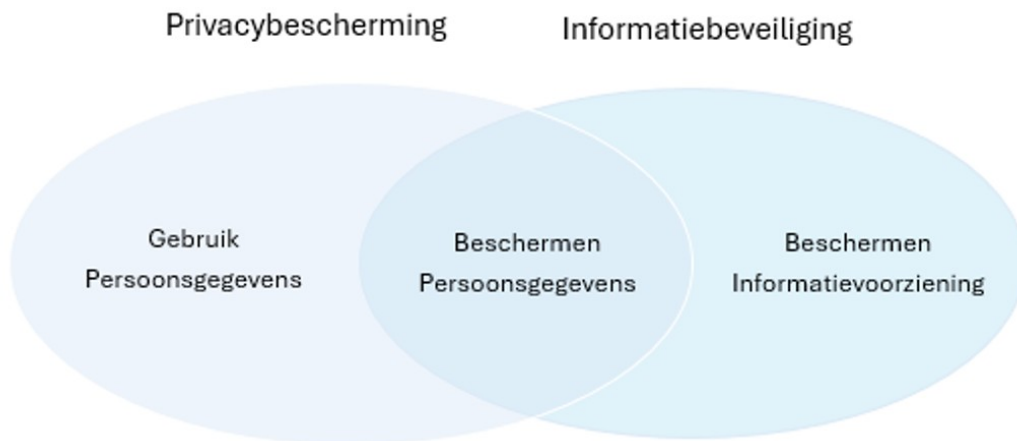 Privacybescherming
Informatiebeveiliging
Gebruik
Persoonsgegevens
Beschermen
Persoonsgegevens
Beschermen
Informatievoorziening